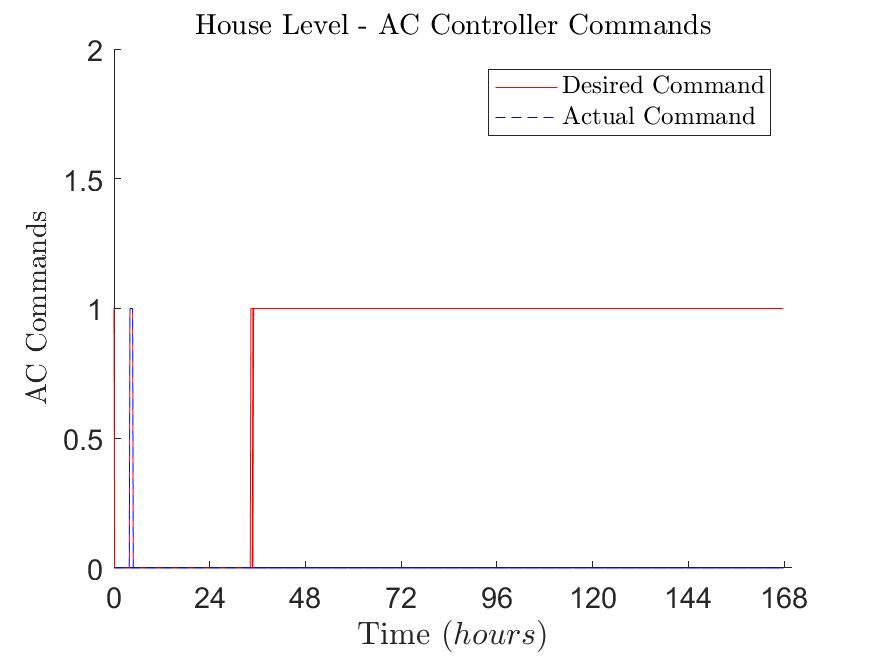 House Level - AC Controller Commands
2
Desired Command
Actual Command
1.5
1
0.5
0
AC Commands
0 24 48 72 96 120 144 168
Time (hours)